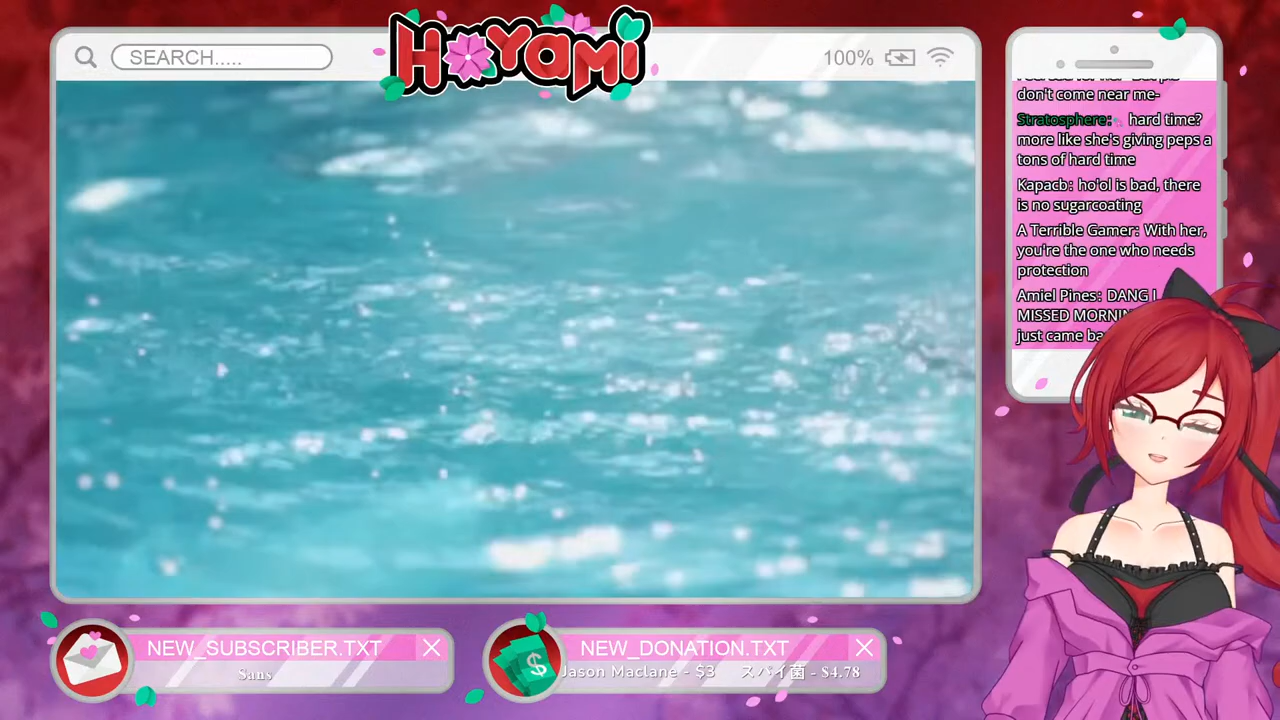 SEARCH.....
HoYaMi
100%
don't come near me-
Stratosphere: hard time?
more like she's giving peps a
tons of hard time
Kapacb: ho'ol is bad, there
is no sugarcoating
A Terrible Gamer: With her,
you're the one who needs
protection
Amiel Pines: DANG I
MISSED
just came
NEW_SUBSCRIBER.TXT
Sans
NEW_DONATION.TXT
Jason Maclane - $3 スパイ菌 - $4.78